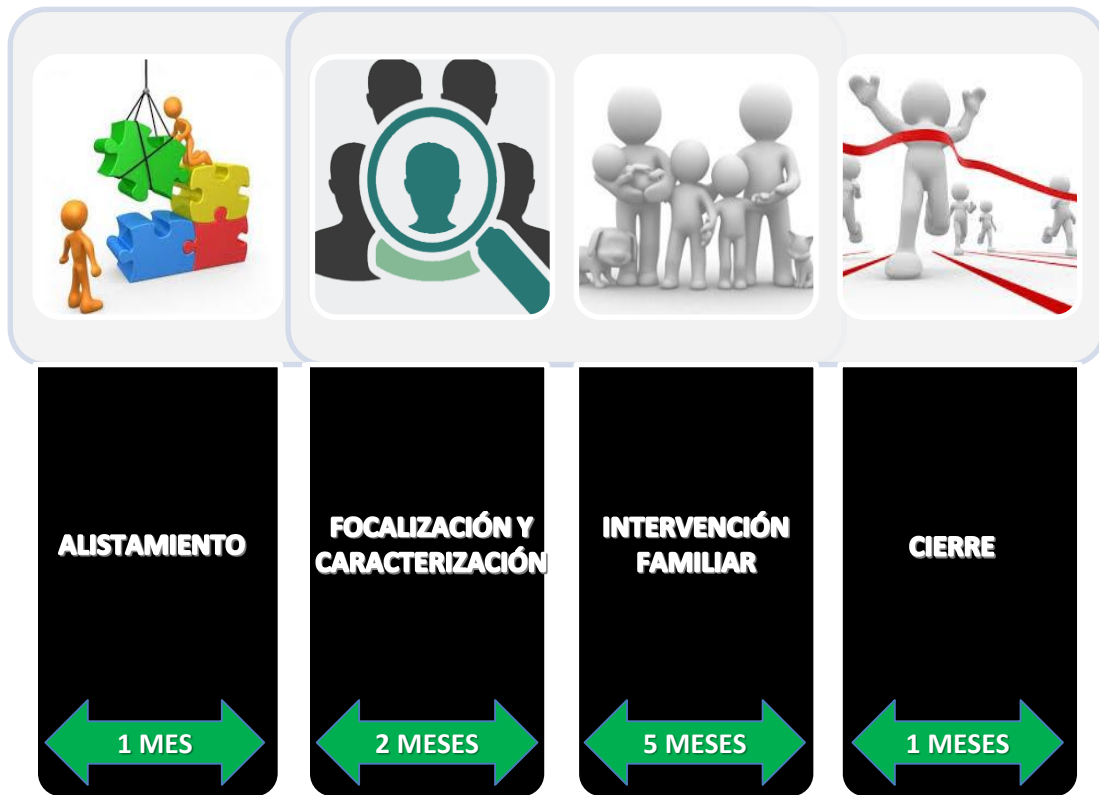 ALISTAMIENTO
FOCALIZACIÓN Y
CARACTERIZACIÓN
INTERVENCIÓN
FAMILIAR
CIERRE
1 MES
2 MESES
5 MESES
1 MESES